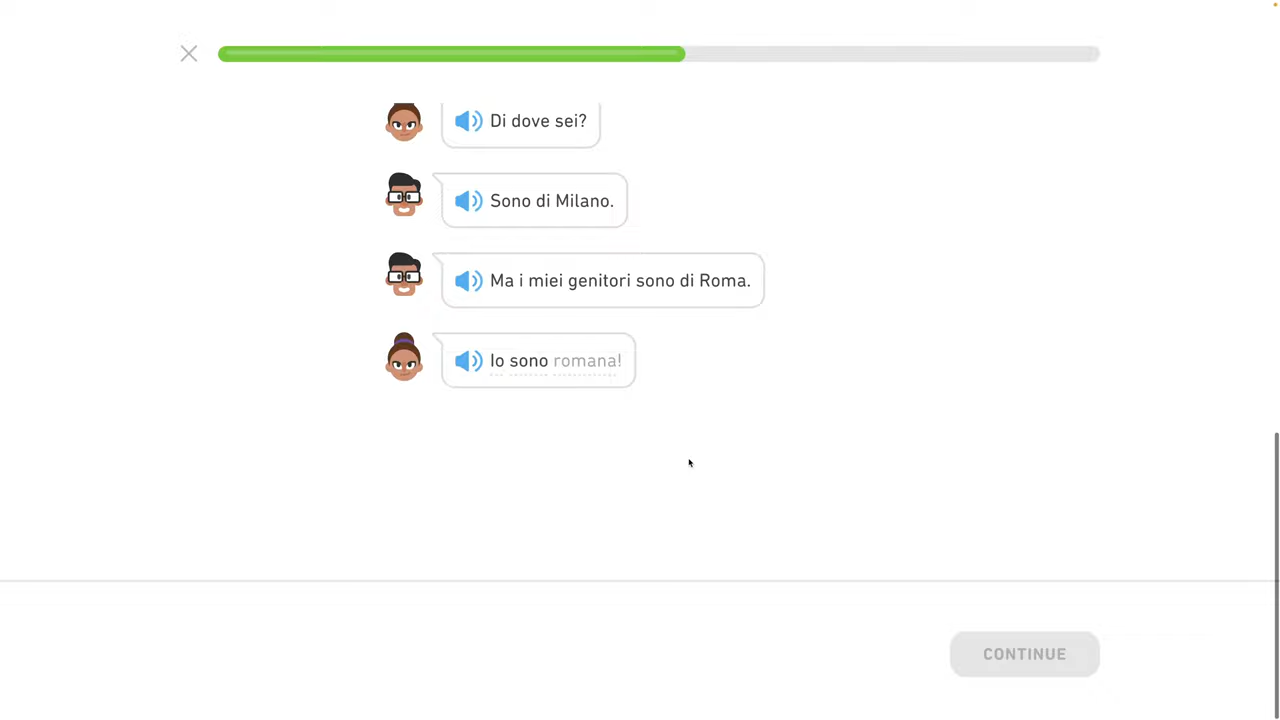 Di dove sei?
Sono di Milano.
Ma i miei genitori sono di Roma.
Io sono romana!
CONTINUE